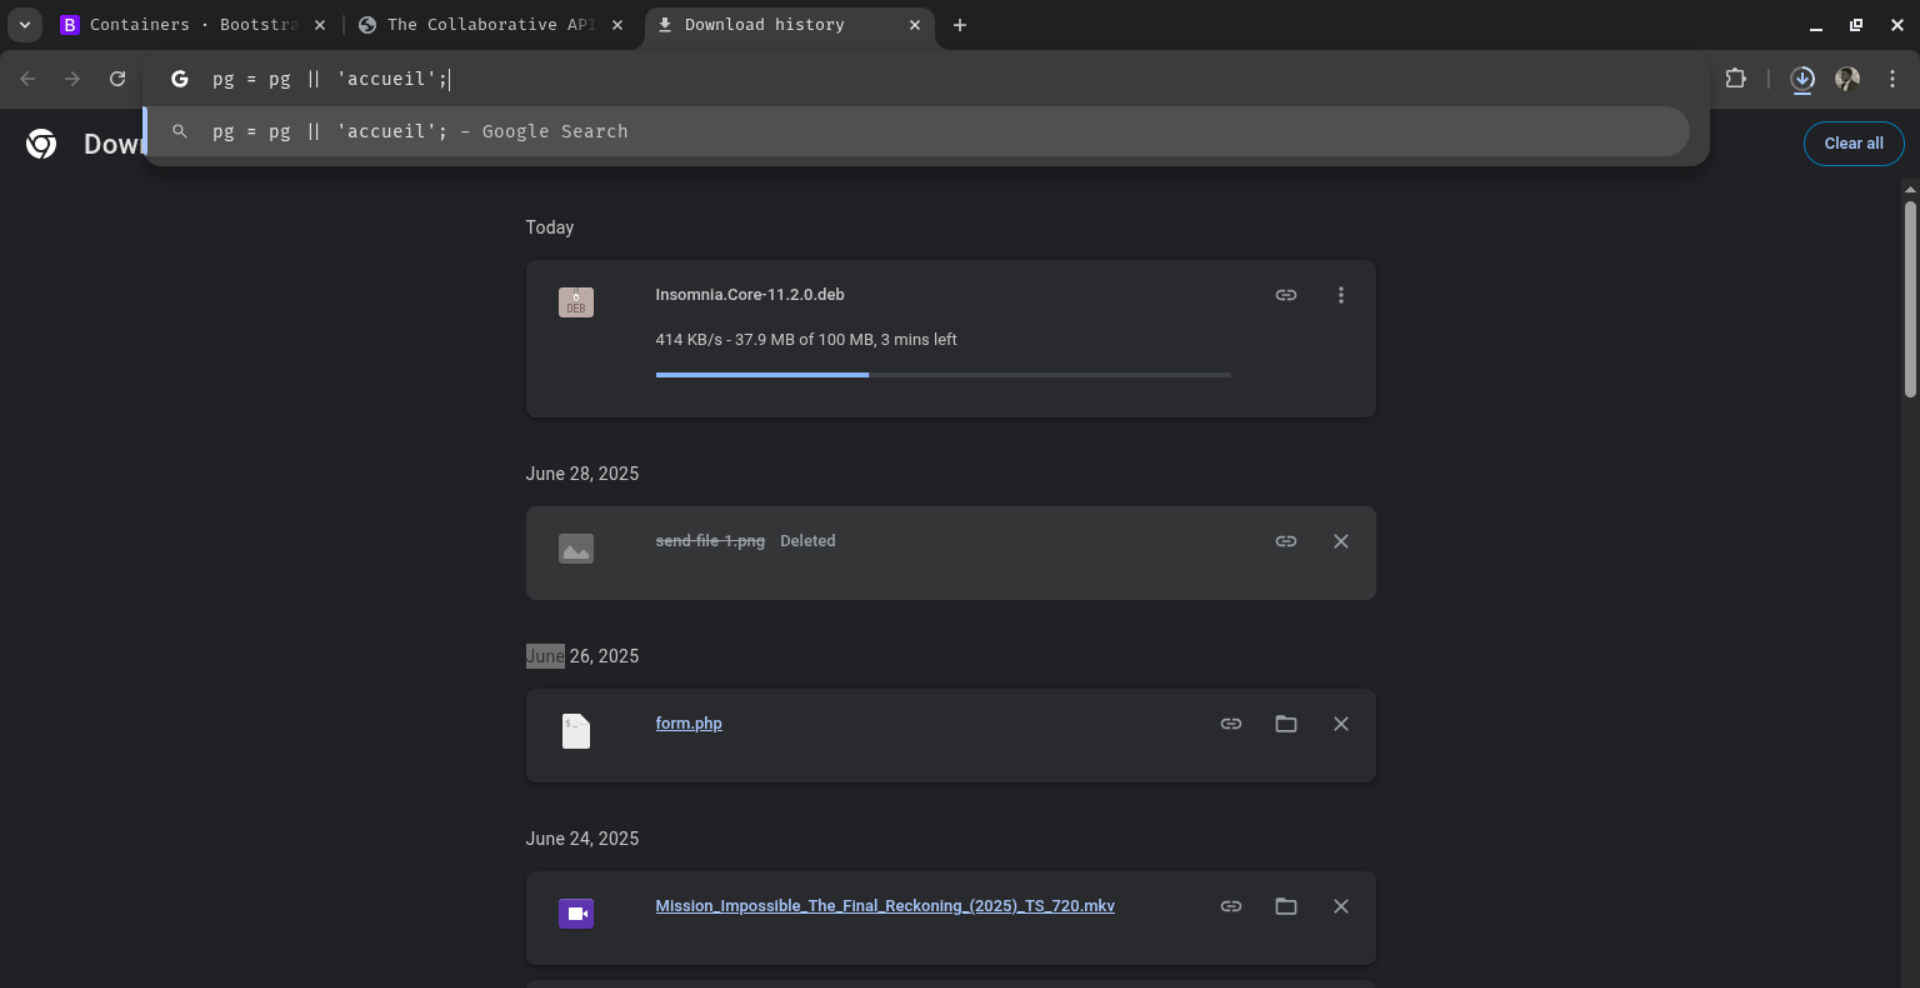 Containers · Bootstra
The Collaborative API
Download history
pg = pg || 'accueil';
pg = pg || 'accueil'; - Google Search
Clear all
Today
DEB
Insomnia.Core-11.2.0.deb
414 KB/s - 37.9 MB of 100 MB, 3 mins left
June 28, 2025
send file 1.png Deleted
June 26, 2025
form.php
June 24, 2025
Mission_Impossible_The_Final_Reckoning_(2025)_TS_720.mkv